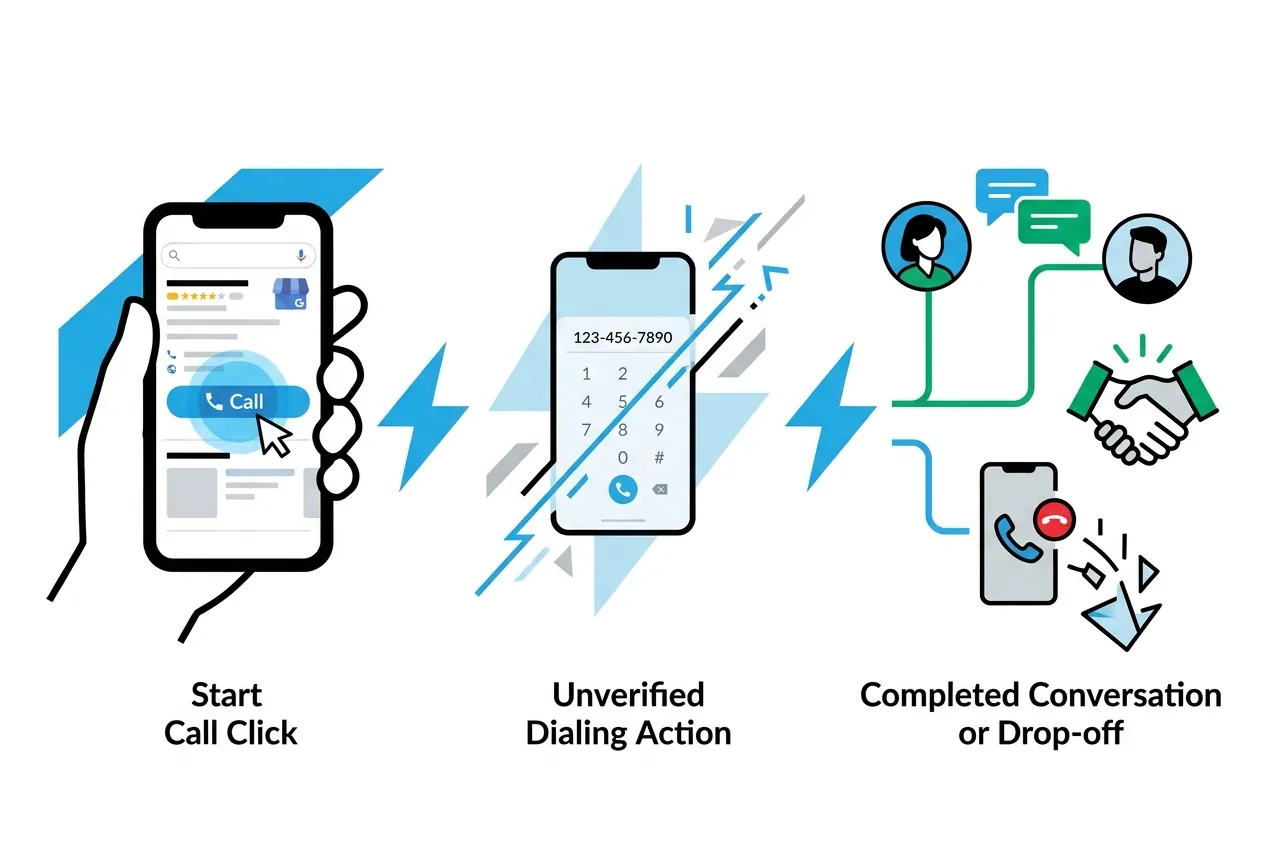 Call
G
Start
Call Click
123-456-7890
1 2
4 5 6
7 8 9
0 #
Unverified
Dialing Action
Completed Conversation
or Drop-off